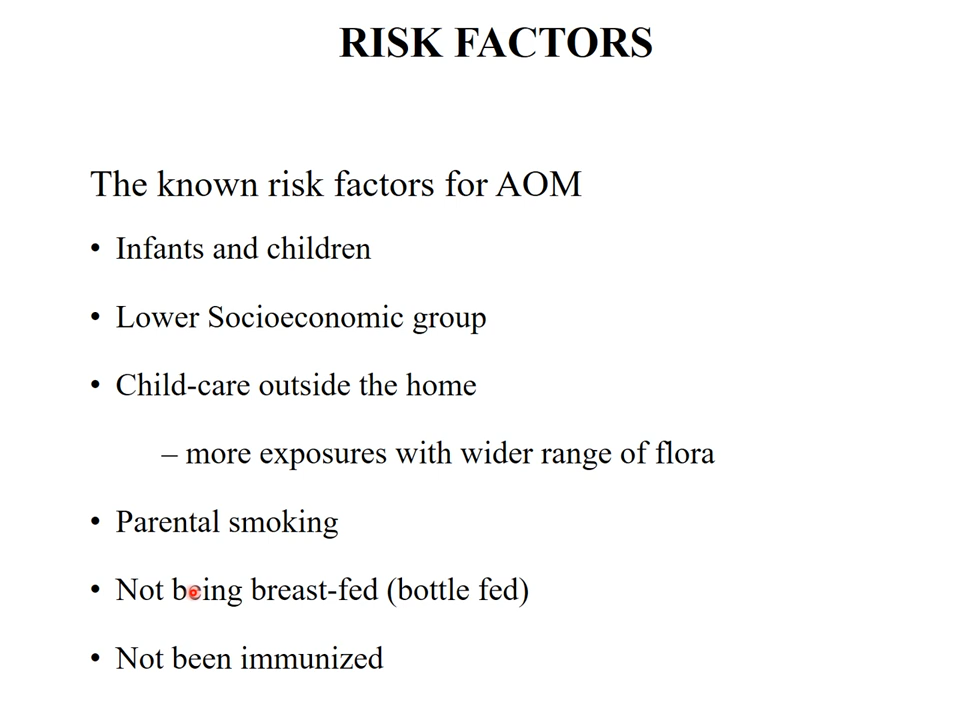 RISK FACTORS
The known risk factors for AOM
• Infants and children
• Lower Socioeconomic group
• Child-care outside the home
– more exposures with wider range of flora
• Parental smoking
• Not being breast-fed (bottle fed)
• Not been immunized